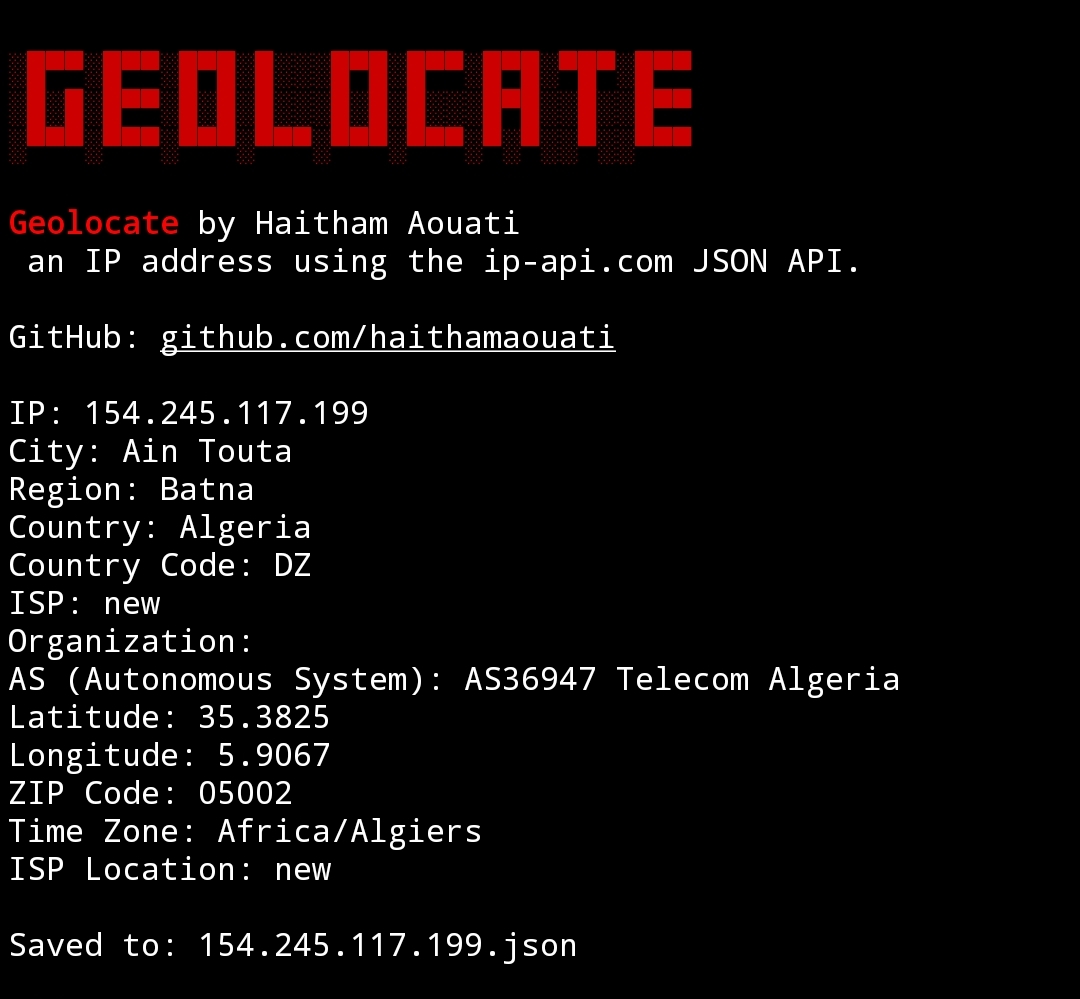 GEOLOCATE
Geolocate by Haitham Aouati
an IP address using the ip-api.com JSON API.
GitHub: github.com/haithamaouati
IP: 154.245.117.199
City: Ain Touta
Region: Batna
Country: Algeria
Country Code: DZ
ISP: new
Organization:
AS (Autonomous System): AS36947 Telecom Algeria
Latitude: 35.3825
Longitude: 5.9067
ZIP Code: 05002
Time Zone: Africa/Algiers
ISP Location: new
Saved to: 154.245.117.199.json